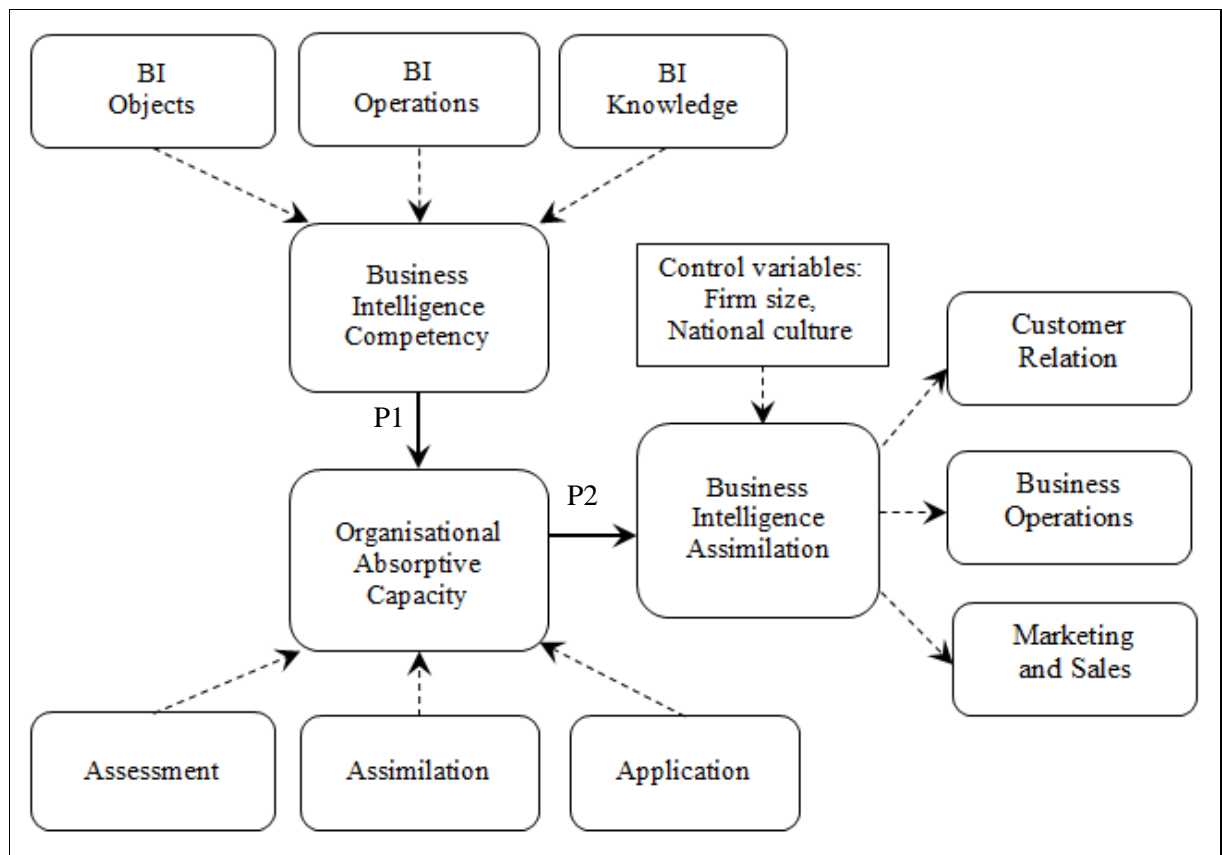 BI
Objects
BI
Operations
BI
Knowledge
Business
Intelligence
Competency
Control variables:
Firm size,
National culture
Customer
Relation
P1
Organisational
Absorptive
Capacity
P2
Business
Intelligence
Assimilation
Business
Operations
Marketing
and Sales
Assessment
Assimilation
Application